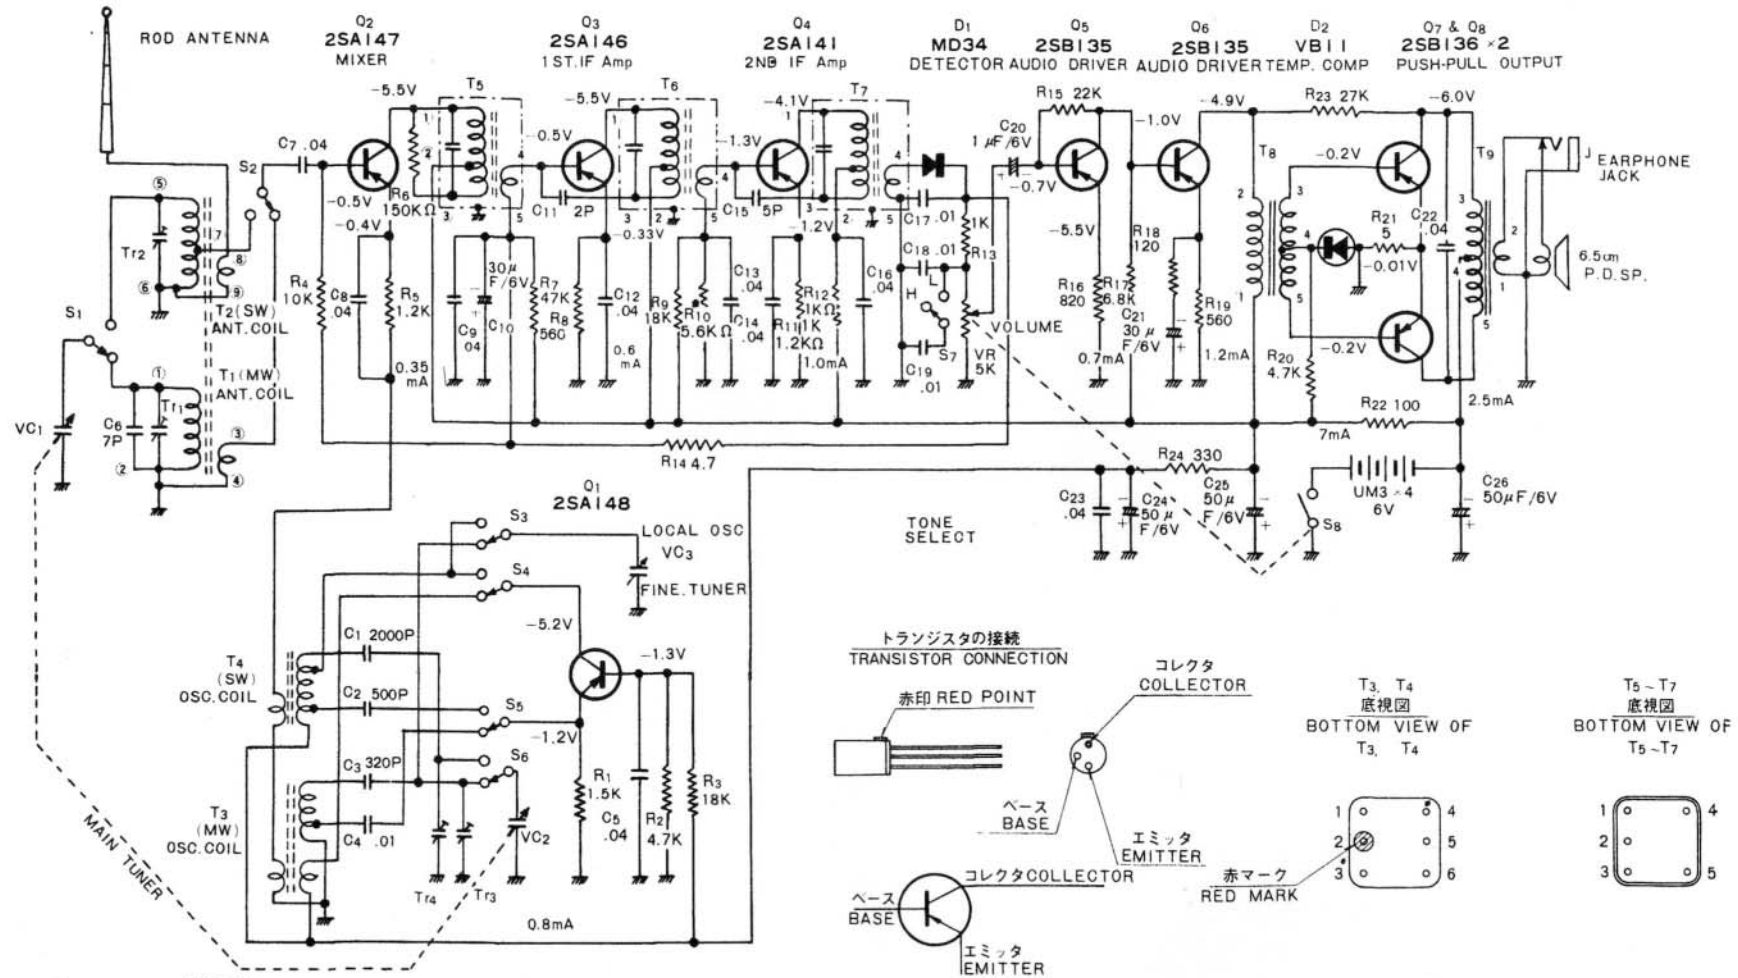 ROD ANTENNA
Q2
2SA147
MIXER
Q3
2SA146
1ST.IF Amp
Q4
2SA141
2ND IF Amp
D1
MD34
DETECTOR
Q5
2SB135
AUDIO DRIVER
Q6
2SB135
AUDIO DRIVER
D2
VB11
TEMP. COMP
Q7 & Q8
2SB136 ×2
PUSH-PULL OUTPUT
-5.5V
T5
-5.5V
T6
-4.1V
T7
R15 22K
-4.9V
R23 27K
-6.0V
C7 .04
S2
-0.5V
-1.3V
C20
1μF/6V
-1.0V
-0.2V
T8
T9
J EARPHONE
JACK
-0.5V
R6
150KΩ
C11 2P
C15 5P
C17 .01
-0.7V
-0.4V
-0.33V
-1.2V
1K
R13
-5.5V
R18
120
R21
5
C22
.04
-0.01V
6.5cm
P.D.SP.
Tr2
T2(SW)
ANT.COIL
R4
10K
C8
.04
R5
1.2K
30μ
F/6V
C9
.04
C10
R7
47K
R8
560
C12
.04
R9
18K
R10
5.6KΩ
C13
.04
C14
.04
R11
1.2KΩ
R12
1KΩ
1K
C16
.04
C18 .01
L
H
S7
C19
.01
VOLUME
VR
5K
R16
820
R17
6.8K
C21
30μ
F/6V
R19
560
R20
4.7K
-0.2V
S1
T1(MW)
ANT.COIL
0.35
mA
0.6
mA
1.0mA
0.7mA
1.2mA
2.5mA
VC1
C6
7P
Tr1
R14 4.7
R22 100
7mA
R24 330
UM3×4
6V
C23
.04
C24
50μ
F/6V
C25
50μ
F/6V
S8
C26
50μF/6V
TONE
SELECT
Q1
2SA148
S3
LOCAL OSC
VC3
S4
FINE.TUNER
-5.2V
C1 2000P
-1.3V
T4
(SW)
OSC.COIL
C2 500P
S5
-1.2V
C3 320P
S6
T3
(MW)
OSC.COIL
C4 .01
R1
1.5K
C5
.04
R2
4.7K
R3
18K
VC2
Tr4
Tr3
0.8mA
MAIN TUNER
トランジスタの接続
TRANSISTOR CONNECTION
赤印 RED POINT
コレクタ
COLLECTOR
ベース
BASE
エミッタ
EMITTER
コレクタ COLLECTOR
ベース
BASE
エミッタ
EMITTER
T3, T4
底視図
BOTTOM VIEW OF
T3, T4
1 4
2 5
3 6
赤マーク
RED MARK
T5~T7
底視図
BOTTOM VIEW OF
T5~T7
1 4
2
3 5